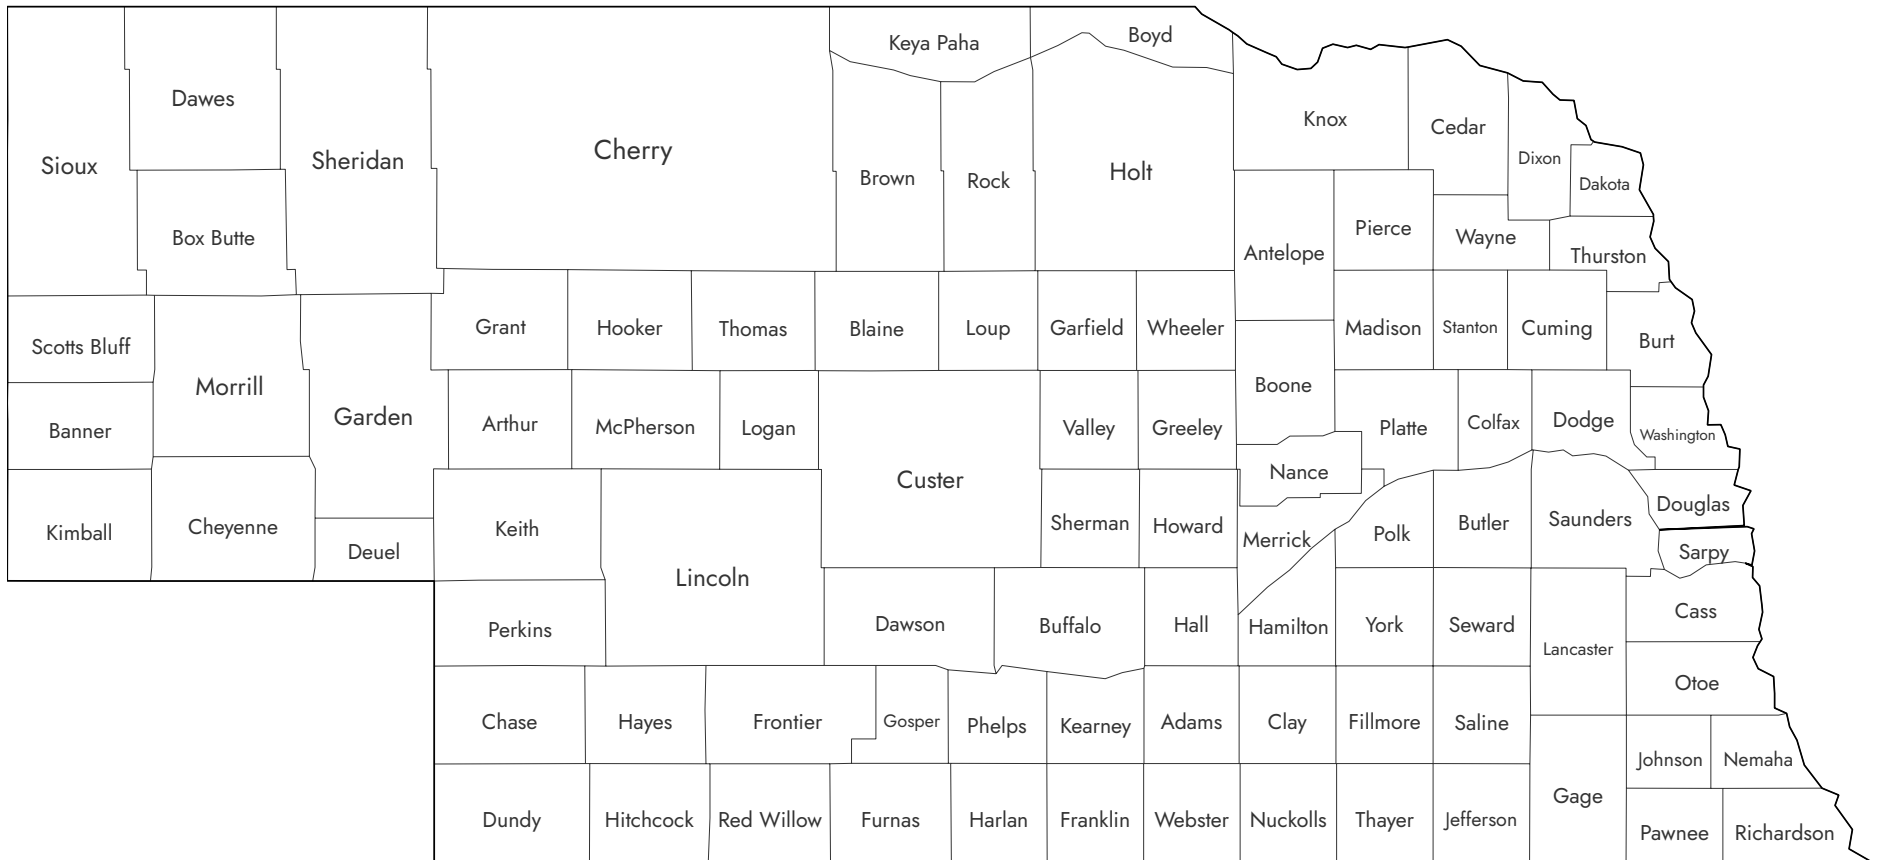 Keya Paha
Boyd
Dawes
Knox
Cedar
Cherry
Dixon
Sioux
Sheridan
Holt
Brown
Rock
Dakota
Pierce
Box Butte
Wayne
Antelope
Thurston
Grant
Hooker
Thomas
Blaine
Loup
Garfield
Wheeler
Madison
Stanton
Cuming
Burt
Scotts Bluff
Morrill
Boone
Garden
Banner
Arthur
McPherson
Logan
Valley
Greeley
Platte
Colfax
Dodge
Washington
Nance
Custer
Douglas
Kimball
Cheyenne
Keith
Sherman
Howard
Merrick
Polk
Butler
Saunders
Deuel
Sarpy
Lincoln
Cass
Perkins
Dawson
Buffalo
Hall
Hamilton
York
Seward
Lancaster
Otoe
Chase
Hayes
Frontier
Gosper
Phelps
Kearney
Adams
Clay
Fillmore
Saline
Johnson
Nemaha
Gage
Dundy
Hitchcock
Red Willow
Furnas
Harlan
Franklin
Webster
Nuckolls
Thayer
Jefferson
Pawnee
Richardson